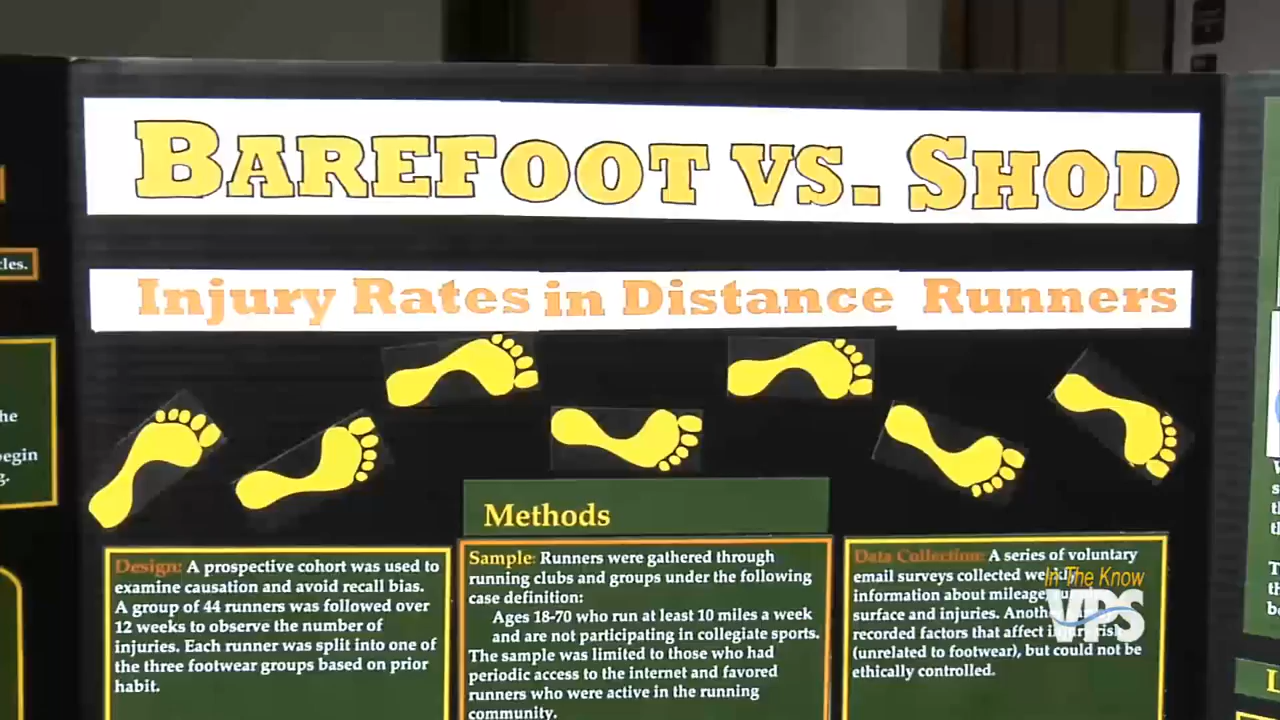 BAREFOOT VS. SHOD
Injury Rates in Distance Runners
cles.
he
begin
g.
Methods
Design: A prospective cohort was used to
examine causation and avoid recall bias.
A group of 44 runners was followed over
12 weeks to observe the number of
injuries. Each runner was split into one of
the three footwear groups based on prior
habit.
Sample: Runners were gathered through
running clubs and groups under the following
case definition:
Ages 18-70 who run at least 10 miles a week
and are not participating in collegiate sports.
The sample was limited to those who had
periodic access to the internet and favored
runners who were active in the running
community.
Data Collection: A series of voluntary
email surveys collected
information about mileage,
surface and injuries.
recorded factors that affect injury risk
(unrelated to footwear), but could not be
ethically controlled.
In The Know
VPS